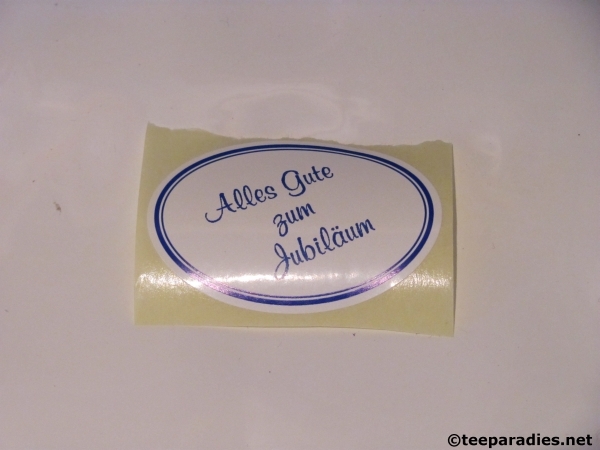 Alles Gute
zum
Jubiläum
©teeparadies.net